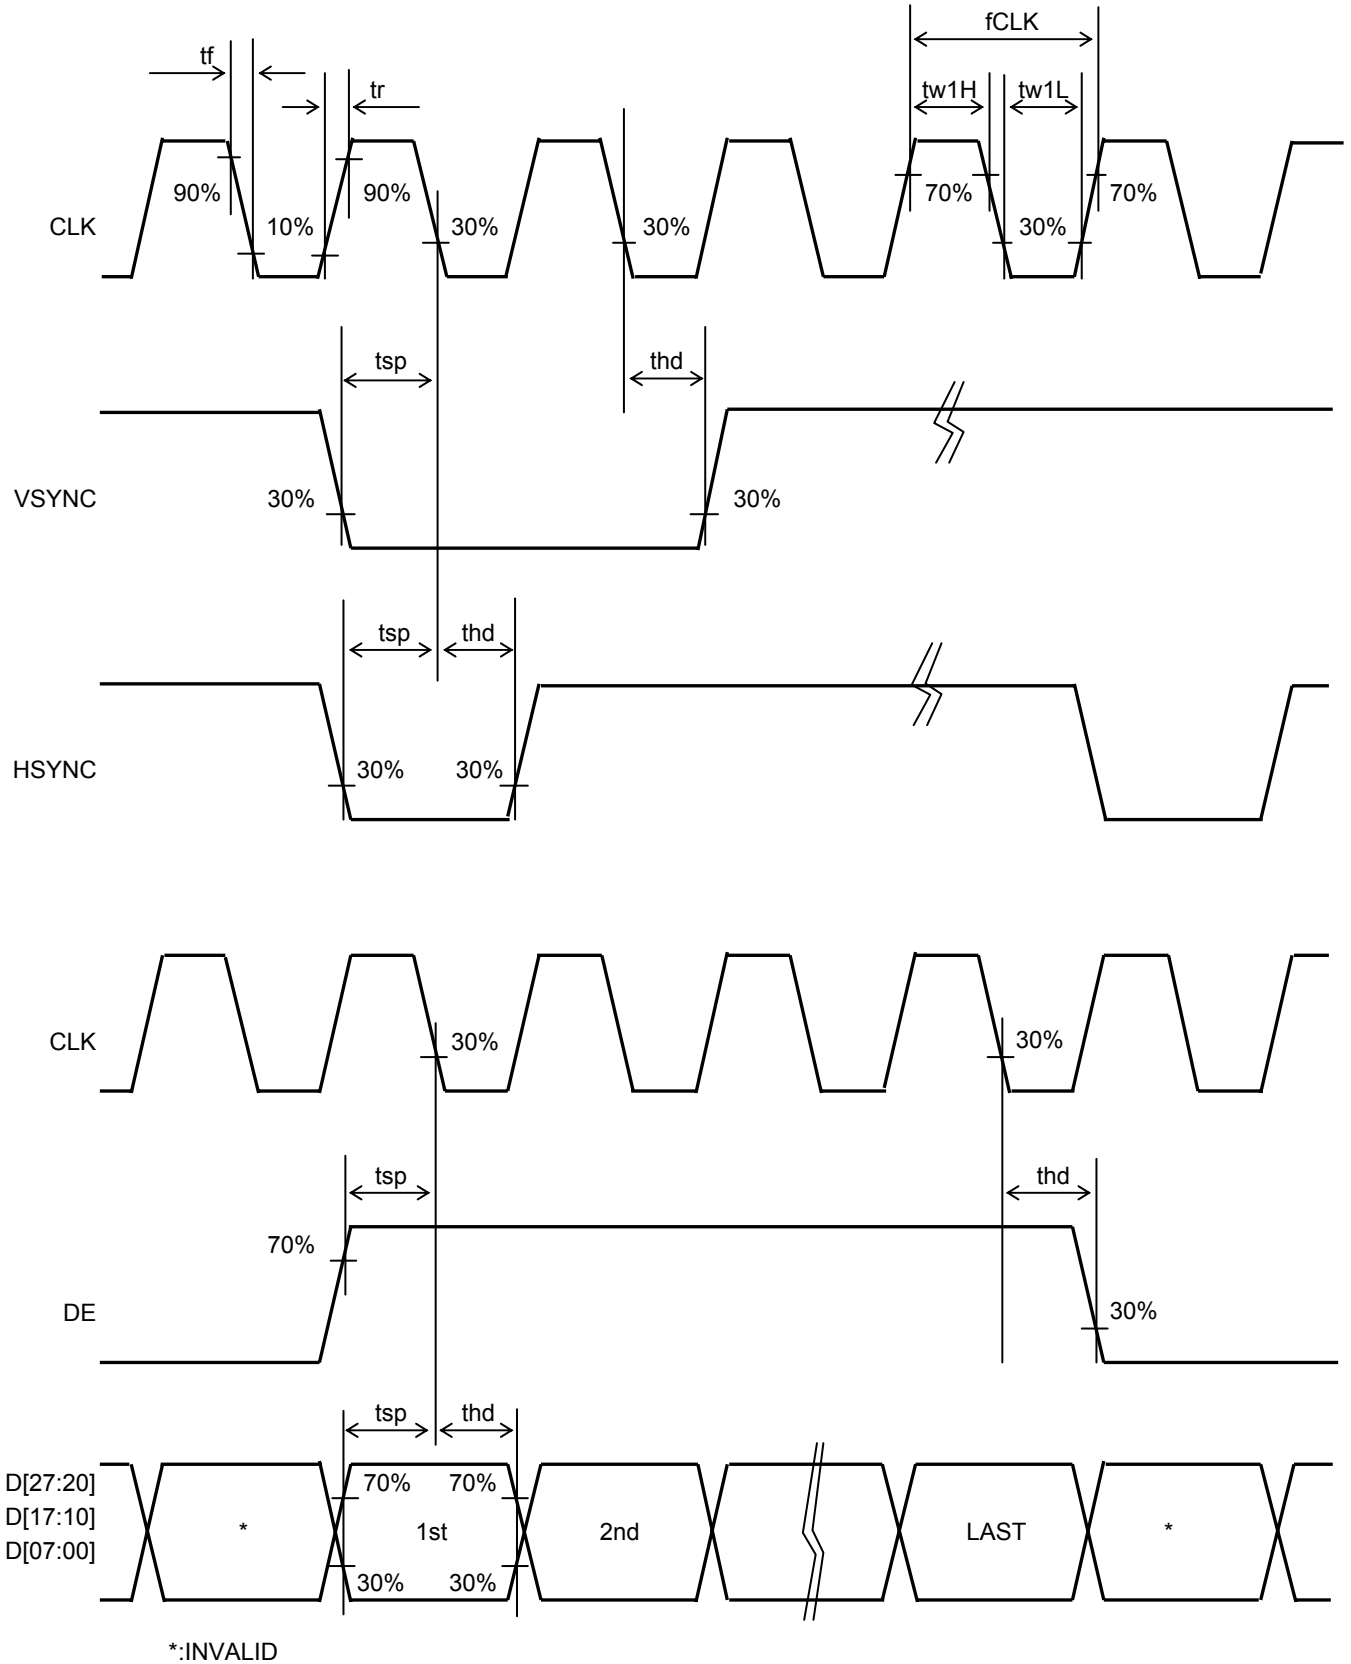 fCLK
tf
tr
tw1H
tw1L
90%
90%
70%
70%
CLK
10%
30%
30%
30%
tsp
thd
VSYNC
30%
30%
tsp
thd
HSYNC
30%
30%
CLK
30%
30%
tsp
thd
70%
DE
30%
tsp
thd
D[27:20]
70%
70%
D[17:10]
*
1st
2nd
LAST
*
D[07:00]
30%
30%
*:INVALID